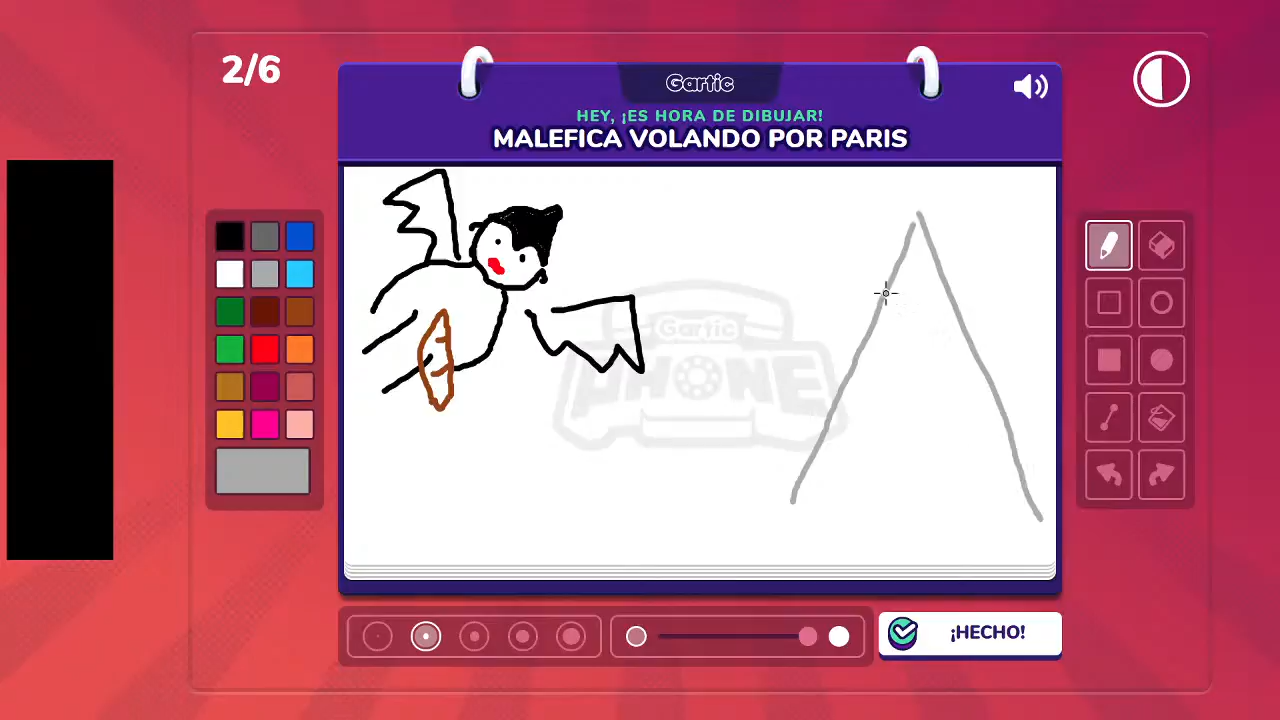 2/6
Gartic
HEY, ¡ES HORA DE DIBUJAR!
MALEFICA VOLANDO POR PARIS
Gartic
PHONE
¡HECHO!